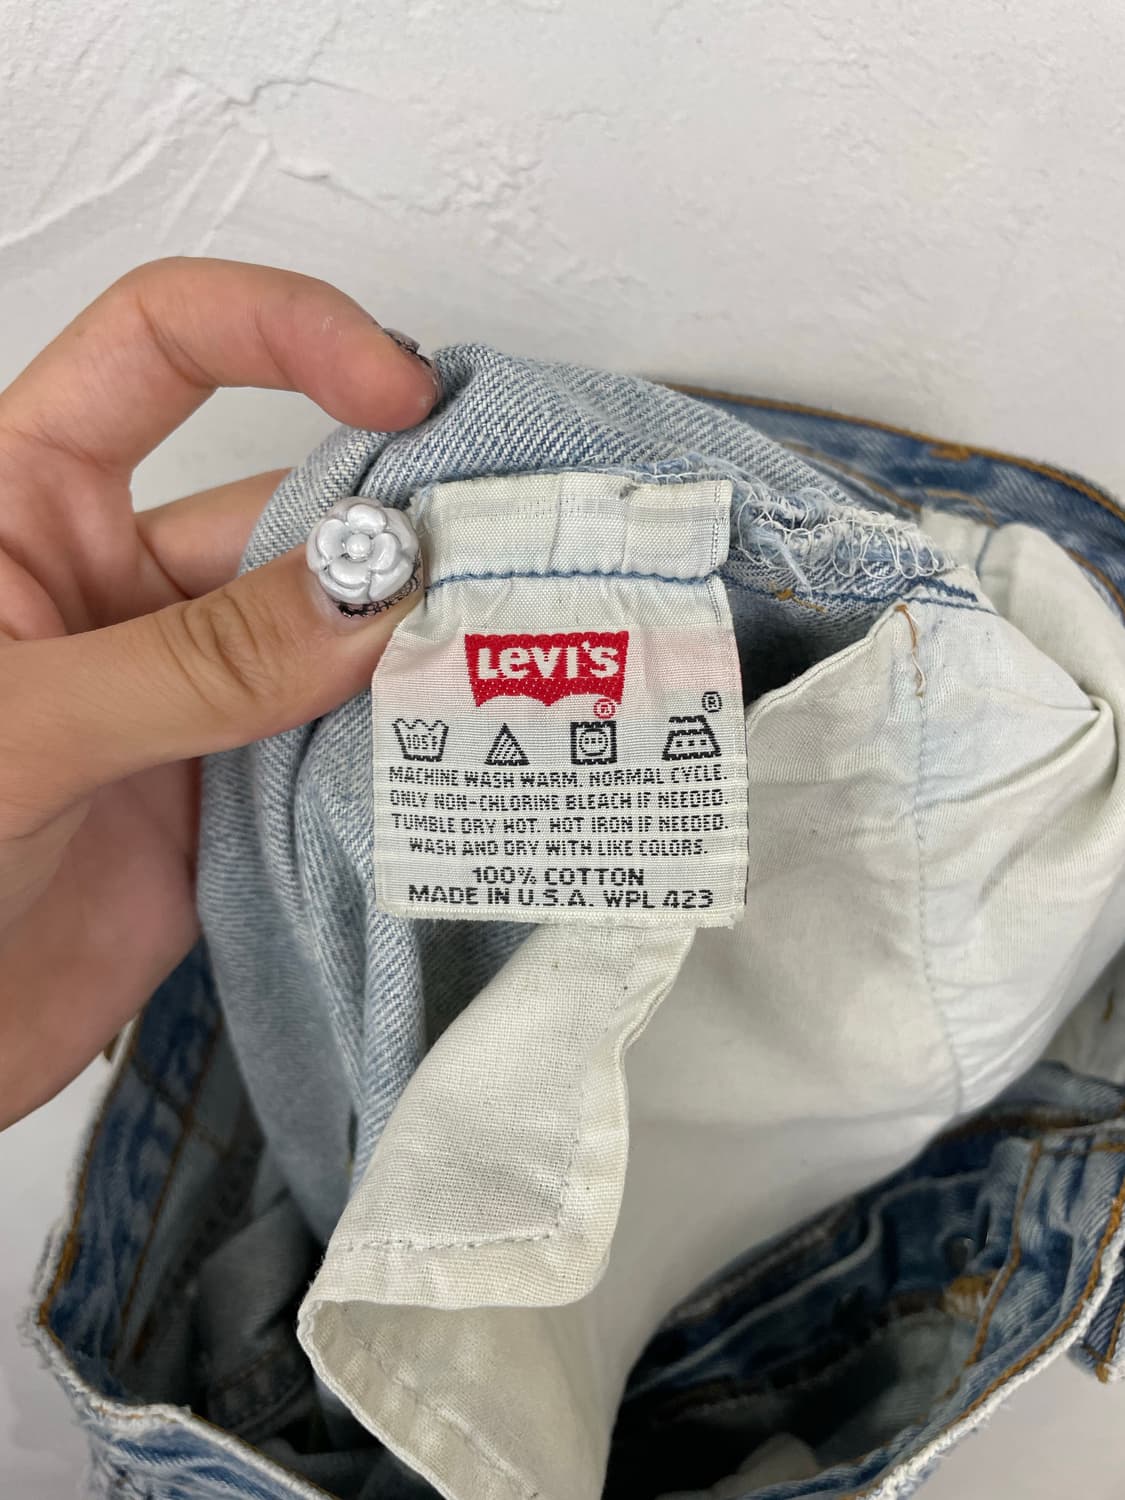 LEVI'S
®
®
105°
MACHINE WASH WARM. NORMAL CYCLE.
ONLY NON-CHLORINE BLEACH IF NEEDED.
TUMBLE DRY HOT. HOT IRON IF NEEDED.
WASH AND DRY WITH LIKE COLORS.
100% COTTON
MADE IN U.S.A. WPL 423